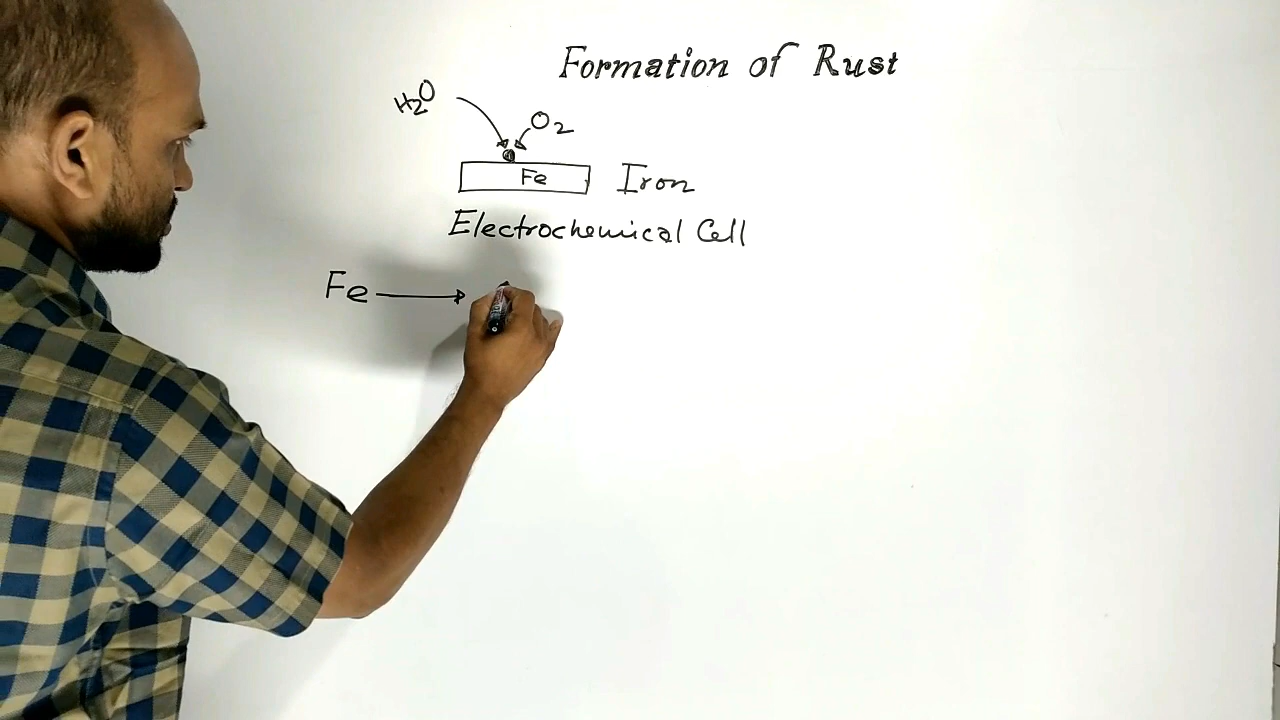 Formation of Rust
H2O
O2
Fe Iron
Electrochemical Cell
Fe →